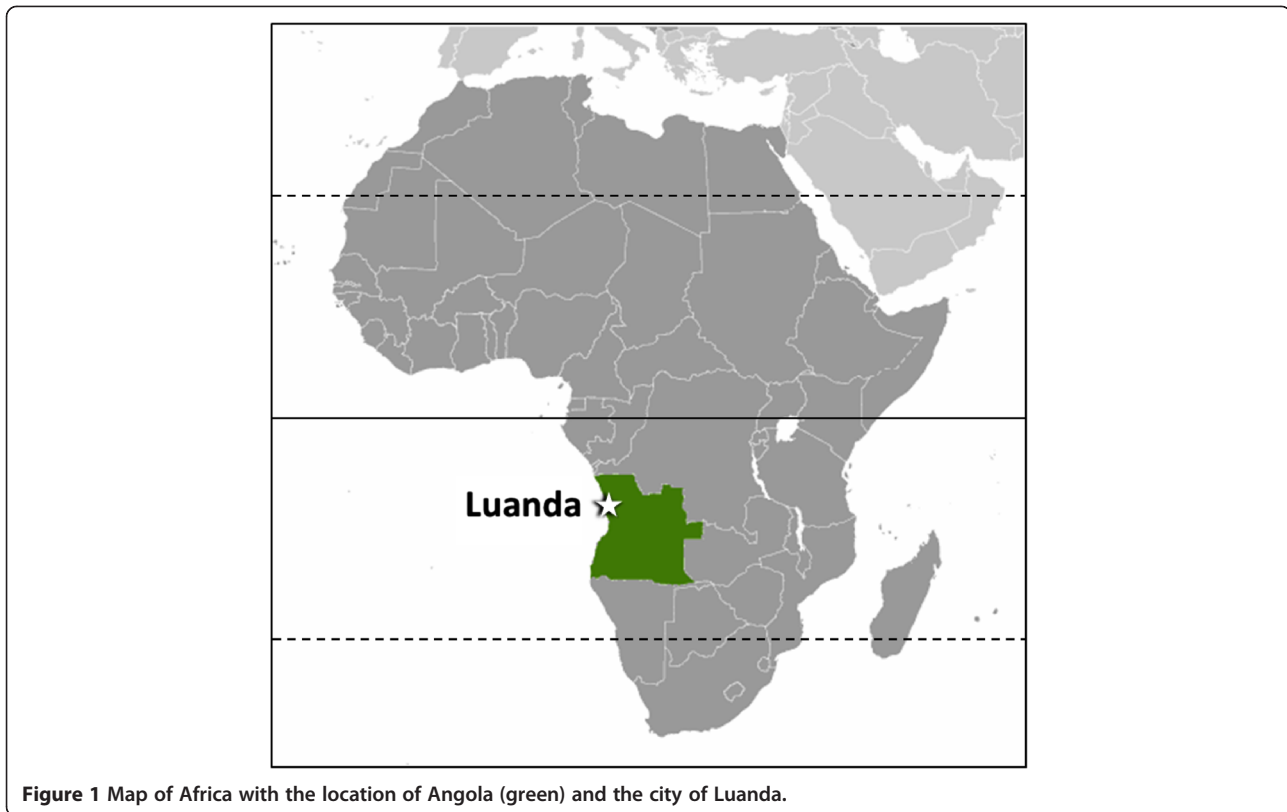 Luanda
Figure 1 Map of Africa with the location of Angola (green) and the city of Luanda.